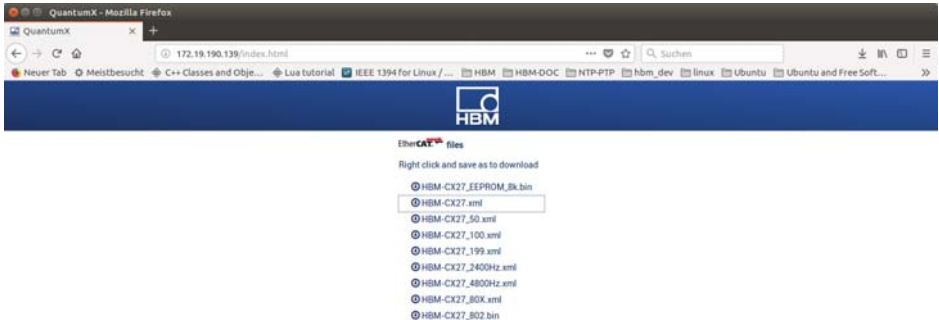 QuantumX - Mozilla Firefox
QuantumX × +
172.19.190.139/index.html ··· Suchen
Neuer Tab Meistbesucht C++ Classes and Obje... Lua tutorial IEEE 1394 for Linux / ... HBM HBM-DOC NTP-PTP hbm_dev linux Ubuntu Ubuntu and Free Soft... »
HBM
EtherCAT files
Right click and save as to download
HBM-CX27_EEPROM_8k.bin
HBM-CX27.xml
HBM-CX27_50.xml
HBM-CX27_100.xml
HBM-CX27_199.xml
HBM-CX27_2400Hz.xml
HBM-CX27_4800Hz.xml
HBM-CX27_80X.xml
HBM-CX27_802.bin